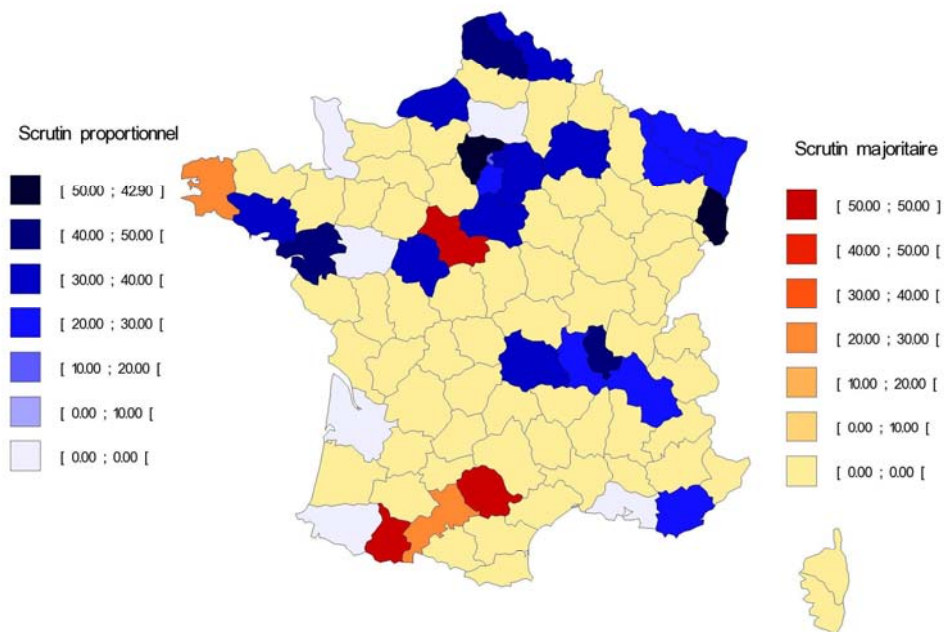 Scrutin proportionnel
[ 50.00 ; 42.90 ]
[ 40.00 ; 50.00 [
[ 30.00 ; 40.00 [
[ 20.00 ; 30.00 [
[ 10.00 ; 20.00 [
[ 0.00 ; 10.00 [
[ 0.00 ; 0.00 [
Scrutin majoritaire
[ 50.00 ; 50.00 ]
[ 40.00 ; 50.00 [
[ 30.00 ; 40.00 [
[ 20.00 ; 30.00 [
[ 10.00 ; 20.00 [
[ 0.00 ; 10.00 [
[ 0.00 ; 0.00 [